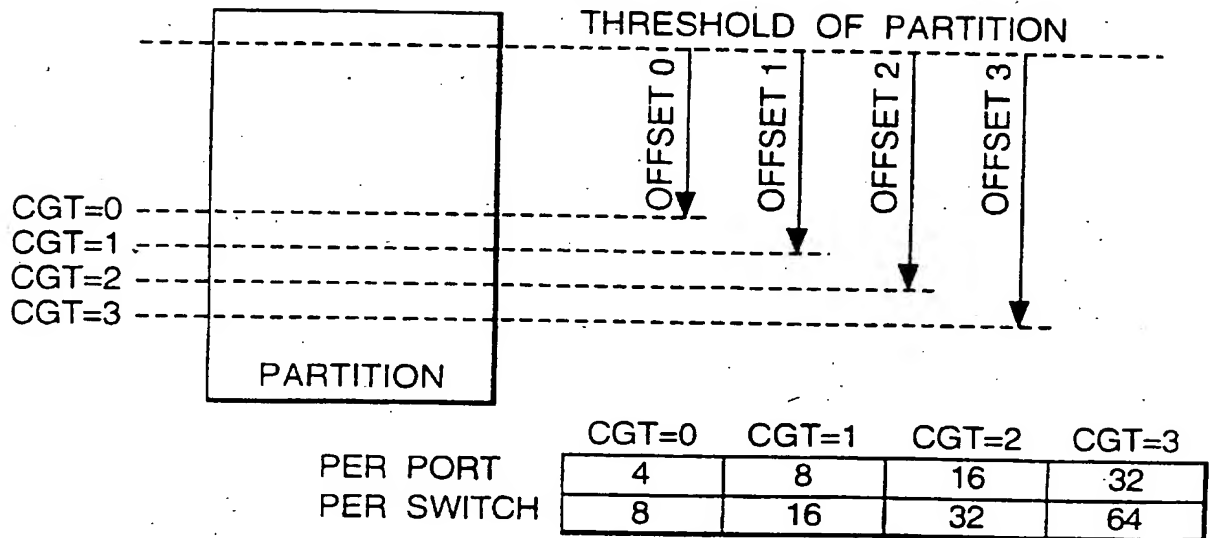 THRESHOLD OF PARTITION
OFFSET 0
OFFSET 1
OFFSET 2
OFFSET 3
CGT=0
CGT=1
CGT=2
CGT=3
PARTITION
CGT=0 CGT=1 CGT=2 CGT=3
PER PORT 4 8 16 32
PER SWITCH 8 16 32 64